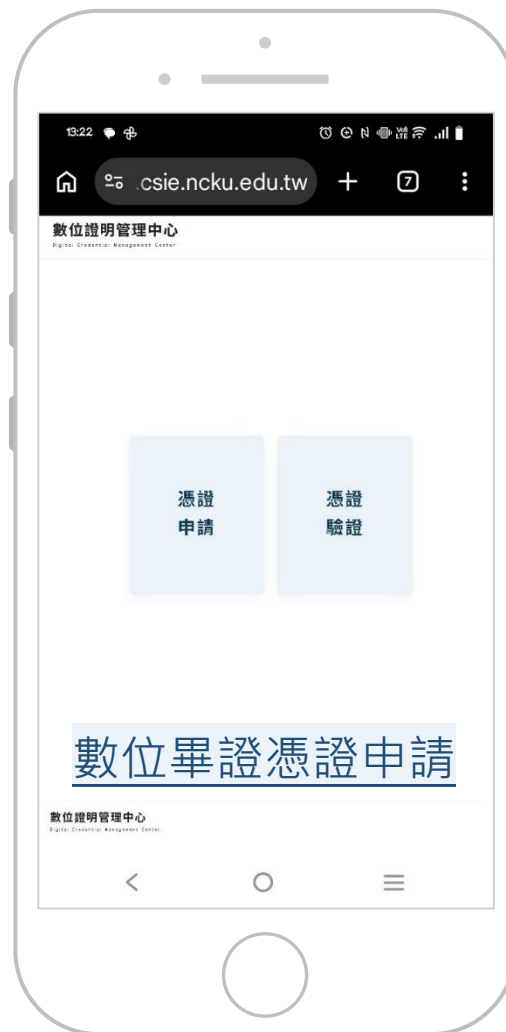 13:22
.csie.ncku.edu.tw
7
數位證明管理中心
Digital Credential Management Center
憑證
申請
憑證
驗證
數位畢證憑證申請
數位證明管理中心
Digital Credential Management Center